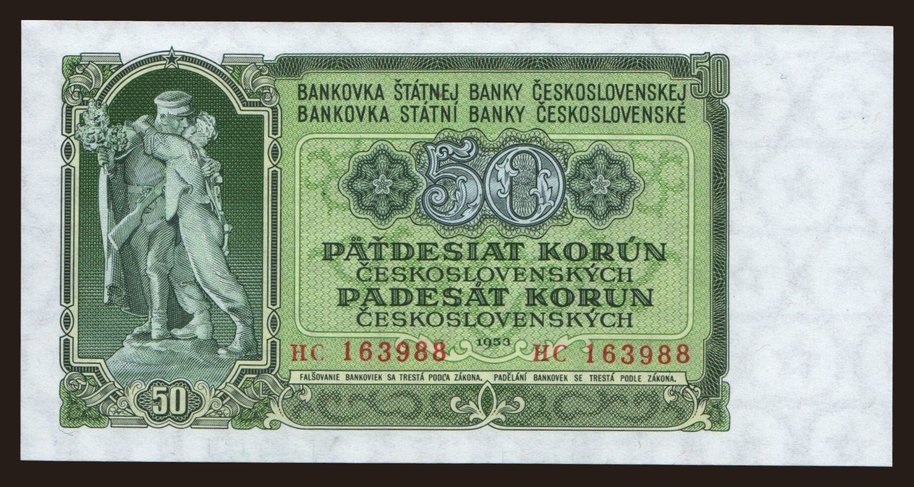 50
BANKOVKA ŠTÁTNEJ BANKY ČESKOSLOVENSKEJ
BANKOVKA STÁTNÍ BANKY ČESKOSLOVENSKÉ
50
PÄŤDESIAT KORÚN
ČESKOSLOVENSKÝCH
PADESÁT KORUN
ČESKOSLOVENSKÝCH
1953
HC 163988 HC 163988
FALŠOVANIE BANKOVIEK SA TRESTÁ PODĽA ZÁKONA. PADĚLÁNÍ BANKOVEK SE TRESTÁ PODLE ZÁKONA.
50